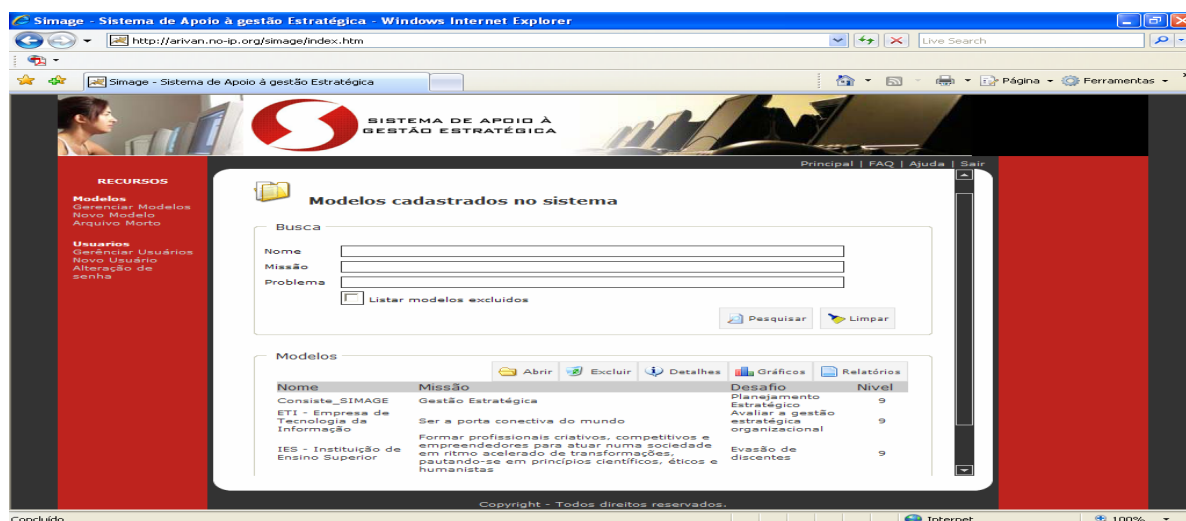 Simage - Sistema de Apoio à gestão Estratégica - Windows Internet Explorer
http://arivan.no-ip.org/simage/index.htm
Live Search
Simage - Sistema de Apoio à gestão Estratégica
Página
Ferramentas
SISTEMA DE APOIO À
GESTÃO ESTRATÉGICA
Principal | FAQ | Ajuda | Sair
RECURSOS
Modelos
Gerenciar Modelos
Novo Modelo
Arquivo Morto
Usuarios
Gerênciar Usuários
Novo Usuário
Alteração de
senha
Modelos cadastrados no sistema
Busca
Nome
Missão
Problema
Listar modelos excluidos
Pesquisar Limpar
Modelos
Abrir Excluir Detalhes Gráficos Relatórios
Nome Missão Desafio Nivel
Consiste_SIMAGE Gestão Estratégica Planejamento Estratégico 9
ETI - Empresa de
Tecnologia da
Informação
Ser a porta conectiva do mundo
Avaliar a gestão
estratégica
organizacional
9
IES - Instituição de
Ensino Superior
Formar profissionais criativos, competitivos e
empreendedores para atuar numa sociedade
em ritmo acelerado de transformações,
pautando-se em princípios científicos, éticos e
humanistas
Evasão de
discentes
9
Copyright - Todos direitos reservados.
Concluído
Internet
100%